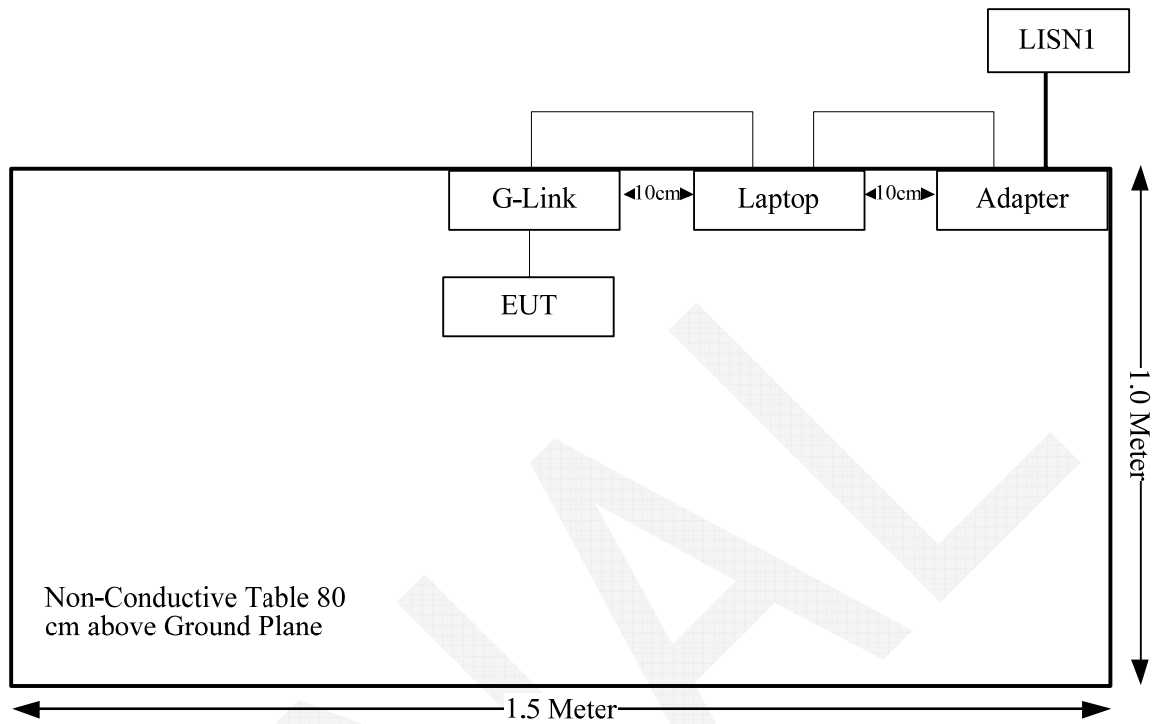 LISN1
G-Link
10cm
Laptop
10cm
Adapter
EUT
1.0 Meter
Non-Conductive Table 80
cm above Ground Plane
1.5 Meter